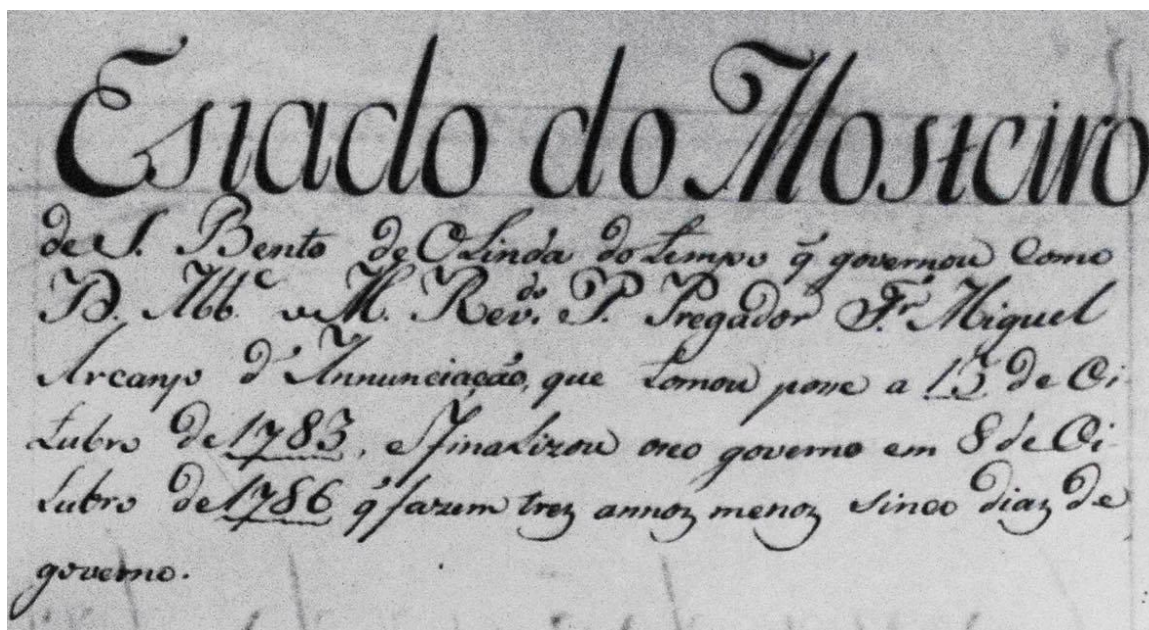 Estado do Mosteiro
de S. Bento de Olinda do tempo q̃ governou como
D. Abb.e o M. Rev.do P. Pregador Fr. Miguel
Arcanjo d'Annunciação, que tomou posse a 13 de Oi-
tubro de 1783, e finalizou o seo governo em 8 de Oi-
tubro de 1786 q̃ fazem trez annoz menoz sinco diaz de
governo.